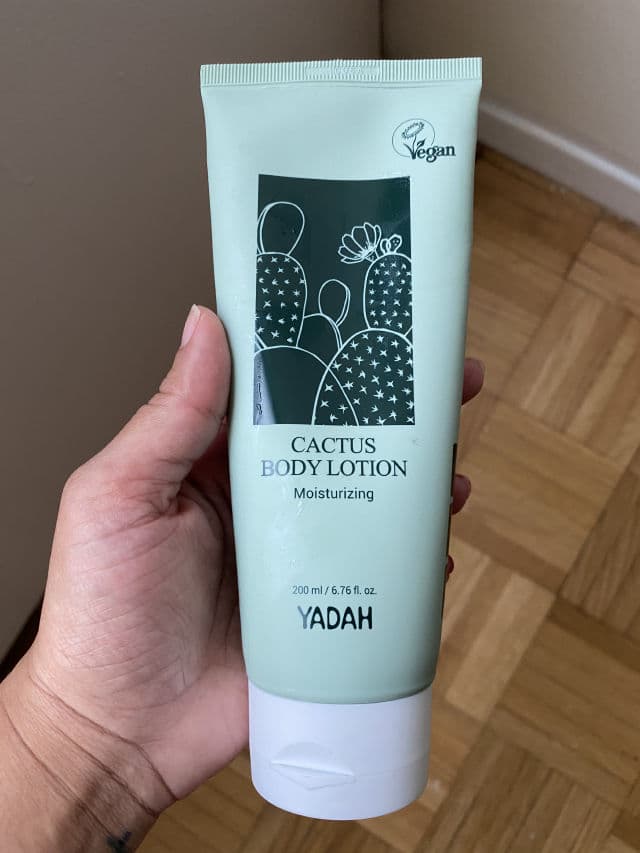 Vegan
CACTUS
BODY LOTION
Moisturizing
200 ml / 6.76 fl. oz.
YADAH